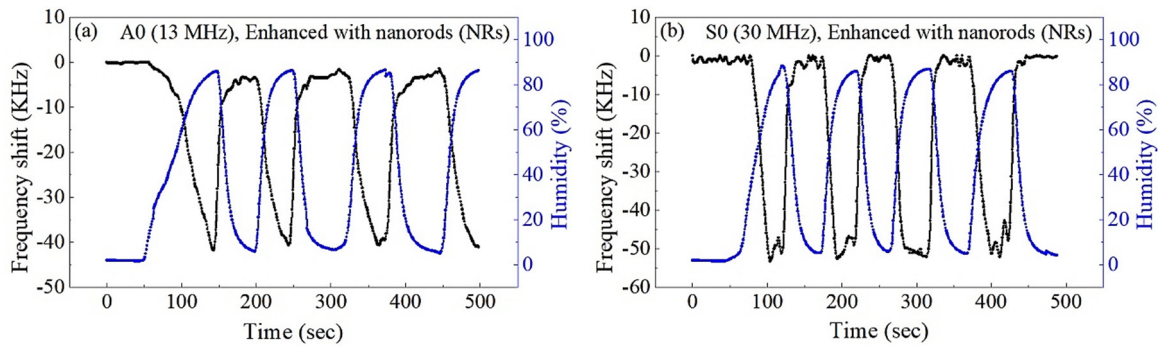 (a) A0 (13 MHz), Enhanced with nanorods (NRs)
Frequency shift (KHz)
10
0
-10
-20
-30
-40
-50
100
80
60
40
20
0
Humidity (%)
0 100 200 300 400 500
Time (sec)
(b) S0 (30 MHz), Enhanced with nanorods (NRs)
Frequency shift (KHz)
10
0
-10
-20
-30
-40
-50
-60
100
80
60
40
20
0
Humidity (%)
0 100 200 300 400 500
Time (sec)